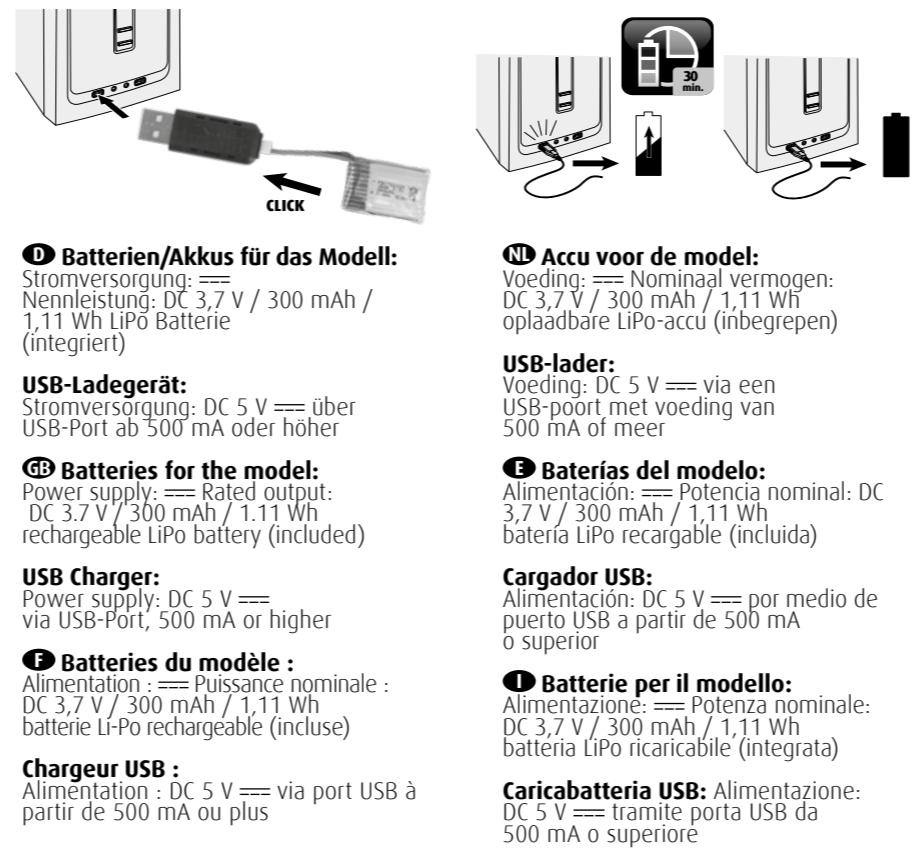 CLICK
30
min.
D Batterien/Akkus für das Modell:
Stromversorgung: ⎓
Nennleistung: DC 3,7 V / 300 mAh /
1,11 Wh LiPo Batterie
(integriert)
USB-Ladegerät:
Stromversorgung: DC 5 V ⎓ über
USB-Port ab 500 mA oder höher
GB Batteries for the model:
Power supply: ⎓ Rated output:
DC 3.7 V / 300 mAh / 1.11 Wh
rechargeable LiPo battery (included)
USB Charger:
Power supply: DC 5 V ⎓
via USB-Port, 500 mA or higher
F Batteries du modèle :
Alimentation : ⎓ Puissance nominale :
DC 3,7 V / 300 mAh / 1,11 Wh
batterie Li-Po rechargeable (incluse)
Chargeur USB :
Alimentation : DC 5 V ⎓ via port USB à
partir de 500 mA ou plus
NL Accu voor de model:
Voeding: ⎓ Nominaal vermogen:
DC 3,7 V / 300 mAh / 1,11 Wh
oplaadbare LiPo-accu (inbegrepen)
USB-lader:
Voeding: DC 5 V ⎓ via een
USB-poort met voeding van
500 mA of meer
E Baterías del modelo:
Alimentación: ⎓ Potencia nominal: DC
3,7 V / 300 mAh / 1,11 Wh
batería LiPo recargable (incluida)
Cargador USB:
Alimentación: DC 5 V ⎓ por medio de
puerto USB a partir de 500 mA
o superior
I Batterie per il modello:
Alimentazione: ⎓ Potenza nominale:
DC 3,7 V / 300 mAh / 1,11 Wh
batteria LiPo ricaricabile (integrata)
Caricabatteria USB: Alimentazione:
DC 5 V ⎓ tramite porta USB da
500 mA o superiore